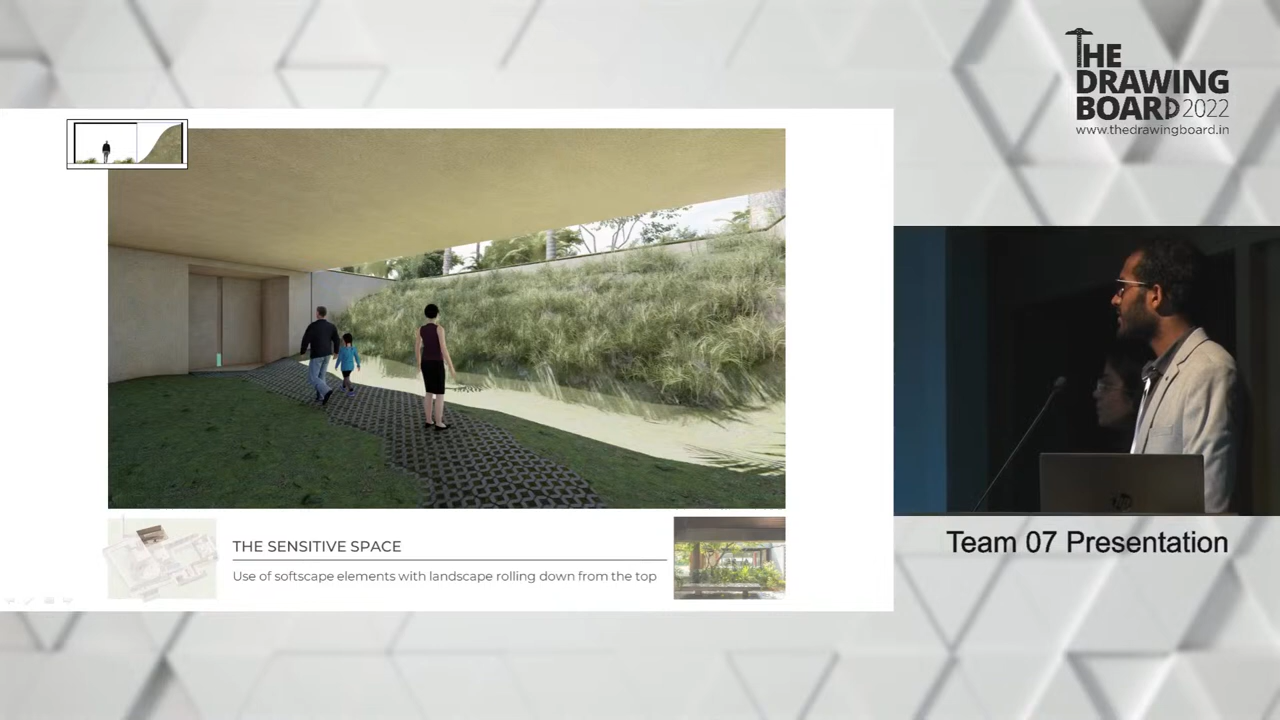 THE
DRAWING
BOARD 2022
www.thedrawingboard.in
THE SENSITIVE SPACE
Use of softscape elements with landscape rolling down from the top
hp
Team 07 Presentation